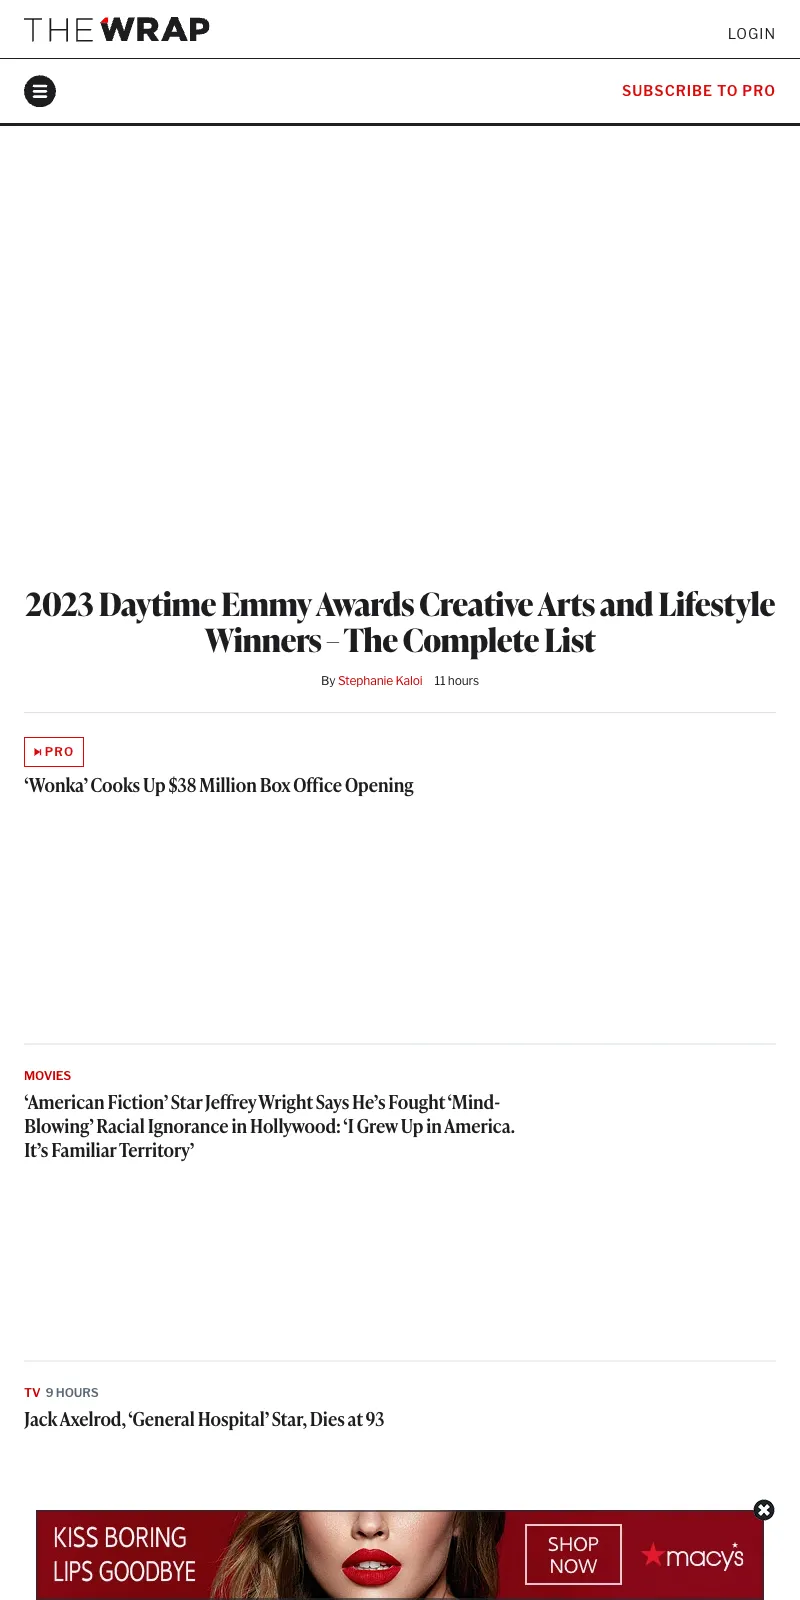 THE WRAP
LOGIN
SUBSCRIBE TO PRO
2023 Daytime Emmy Awards Creative Arts and Lifestyle
Winners – The Complete List
By Stephanie Kaloi 11 hours
PRO
‘Wonka’ Cooks Up $38 Million Box Office Opening
MOVIES
‘American Fiction’ Star Jeffrey Wright Says He’s Fought ‘Mind-
Blowing’ Racial Ignorance in Hollywood: ‘I Grew Up in America.
It’s Familiar Territory’
TV 9 HOURS
Jack Axelrod, ‘General Hospital’ Star, Dies at 93
KISS BORING
LIPS GOODBYE
SHOP
NOW
macy's